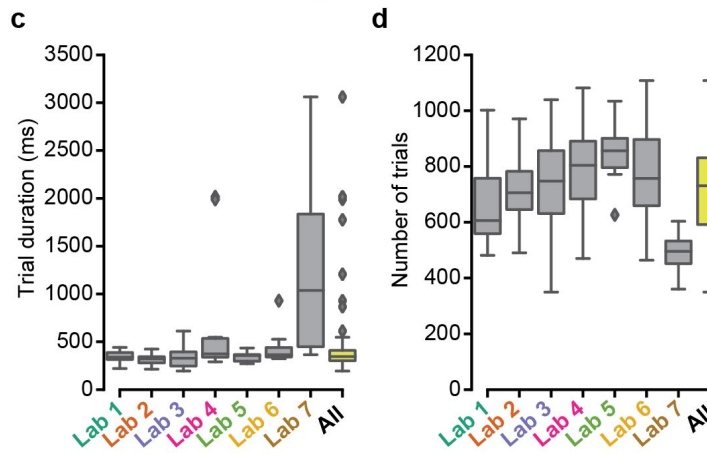 c
Trial duration (ms)
3500
3000
2500
2000
1500
1000
500
0
Lab 1
Lab 2
Lab 3
Lab 4
Lab 5
Lab 6
Lab 7
All
d
Number of trials
1200
1000
800
600
400
200
0
Lab 1
Lab 2
Lab 3
Lab 4
Lab 5
Lab 6
Lab 7
All